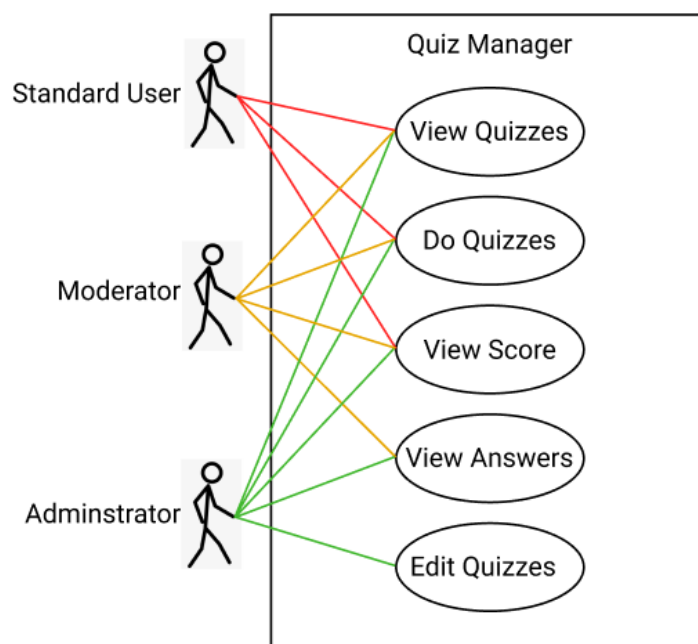 Quiz Manager
Standard User
View Quizzes
Do Quizzes
Moderator
View Score
View Answers
Adminstrator
Edit Quizzes